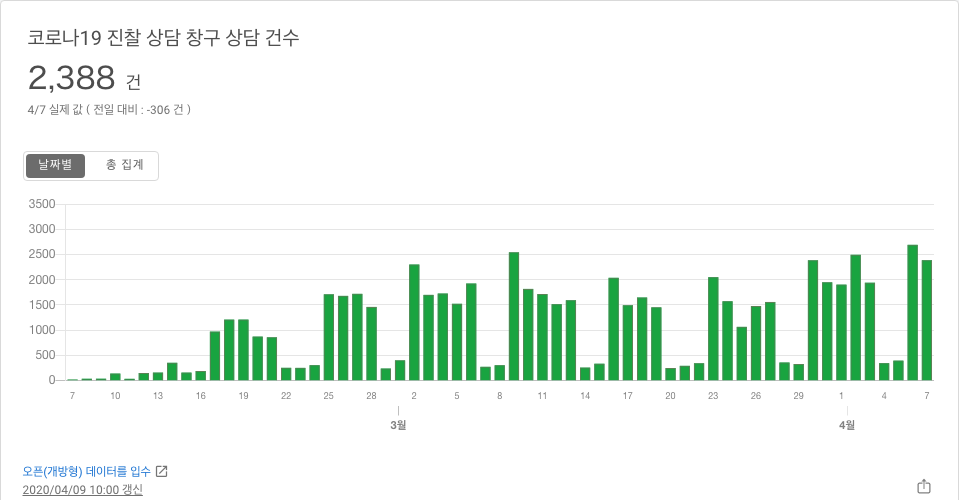 코로나19 진찰 상담 창구 상담 건수
2,388 건
4/7 실제 값 ( 전일 대비 : -306 건 )
날짜별 총 집계
3500
3000
2500
2000
1500
1000
500
0
7 10 13 16 19 22 25 28 2 5 8 11 14 17 20 23 26 29 1 4 7
3월 4월
오픈(개방형) 데이터를 입수
2020/04/09 10:00 갱신